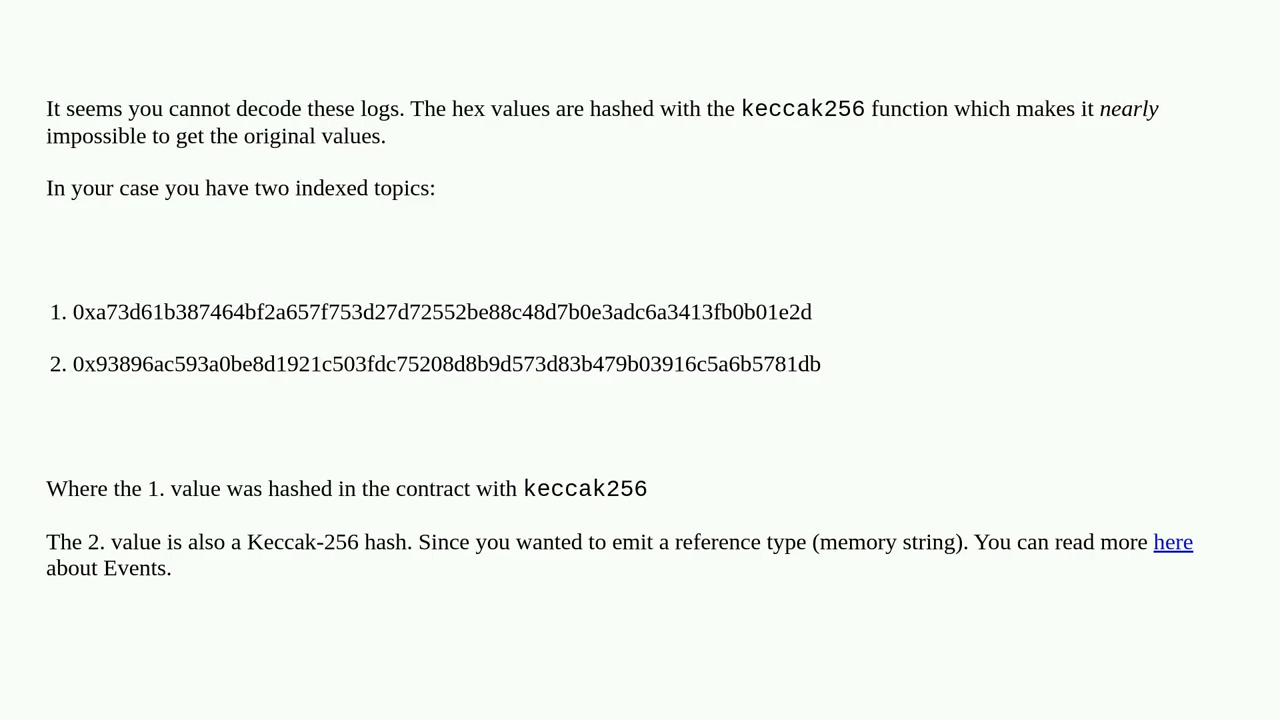 It seems you cannot decode these logs. The hex values are hashed with the keccak256 function which makes it nearly
impossible to get the original values.
In your case you have two indexed topics:
1. 0xa73d61b387464bf2a657f753d27d72552be88c48d7b0e3adc6a3413fb0b01e2d
2. 0x93896ac593a0be8d1921c503fdc75208d8b9d573d83b479b03916c5a6b5781db
Where the 1. value was hashed in the contract with keccak256
The 2. value is also a Keccak-256 hash. Since you wanted to emit a reference type (memory string). You can read more here
about Events.